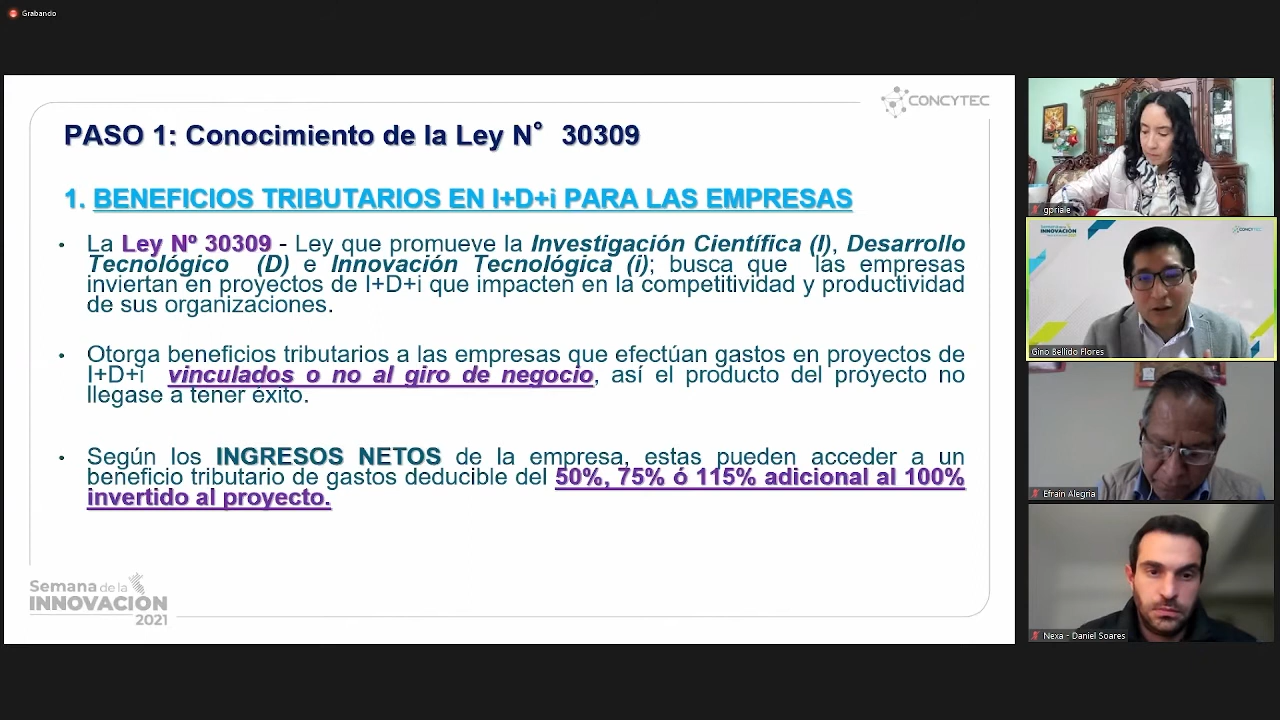 Grabando
CONCYTEC
PASO 1: Conocimiento de la Ley N° 30309
1. BENEFICIOS TRIBUTARIOS EN I+D+i PARA LAS EMPRESAS
• La Ley Nº 30309 - Ley que promueve la Investigación Científica (I), Desarrollo
Tecnológico (D) e Innovación Tecnológica (i); busca que las empresas
inviertan en proyectos de I+D+i que impacten en la competitividad y productividad
de sus organizaciones.
• Otorga beneficios tributarios a las empresas que efectúan gastos en proyectos de
I+D+i vinculados o no al giro de negocio, así el producto del proyecto no
llegase a tener éxito.
• Según los INGRESOS NETOS de la empresa, estas pueden acceder a un
beneficio tributario de gastos deducible del 50%, 75% ó 115% adicional al 100%
invertido al proyecto.
Semana de la
INNOVACIÓN
2021
gpriale
INNOVACIÓN
CONCYTEC
Gino Bellido Flores
Efrain Alegria
Nexa - Daniel Soares